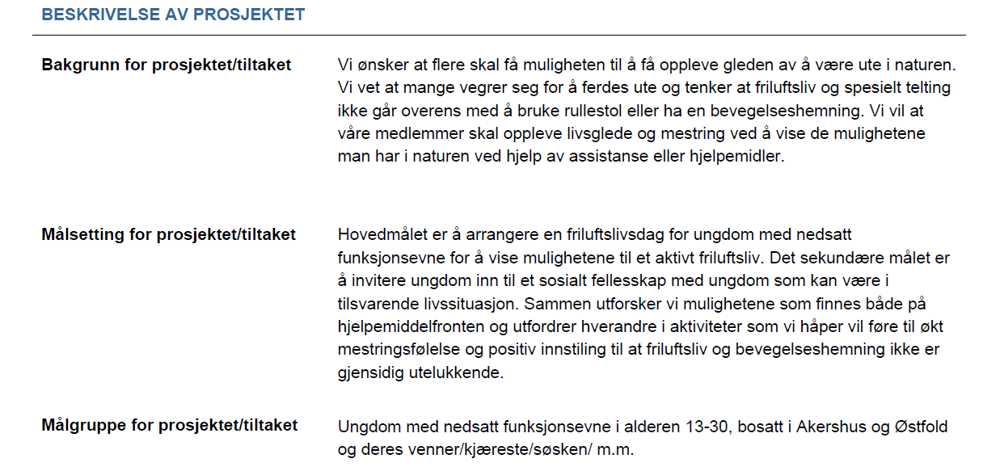 BESKRIVELSE AV PROSJEKTET
Bakgrunn for prosjektet/tiltaket
Vi ønsker at flere skal få muligheten til å få oppleve gleden av å være ute i naturen.
Vi vet at mange vegrer seg for å ferdes ute og tenker at friluftsliv og spesielt telting
ikke går overens med å bruke rullestol eller ha en bevegelseshemning. Vi vil at
våre medlemmer skal oppleve livsglede og mestring ved å vise de mulighetene
man har i naturen ved hjelp av assistanse eller hjelpemidler.
Målsetting for prosjektet/tiltaket
Hovedmålet er å arrangere en friluftslivsdag for ungdom med nedsatt
funksjonsevne for å vise mulighetene til et aktivt friluftsliv. Det sekundære målet er
å invitere ungdom inn til et sosialt fellesskap med ungdom som kan være i
tilsvarende livssituasjon. Sammen utforsker vi mulighetene som finnes både på
hjelpemiddelfronten og utfordrer hverandre i aktiviteter som vi håper vil føre til økt
mestringsfølelse og positiv innstiling til at friluftsliv og bevegelseshemning ikke er
gjensidig utelukkende.
Målgruppe for prosjektet/tiltaket
Ungdom med nedsatt funksjonsevne i alderen 13-30, bosatt i Akershus og Østfold
og deres venner/kjæreste/søsken/ m.m.